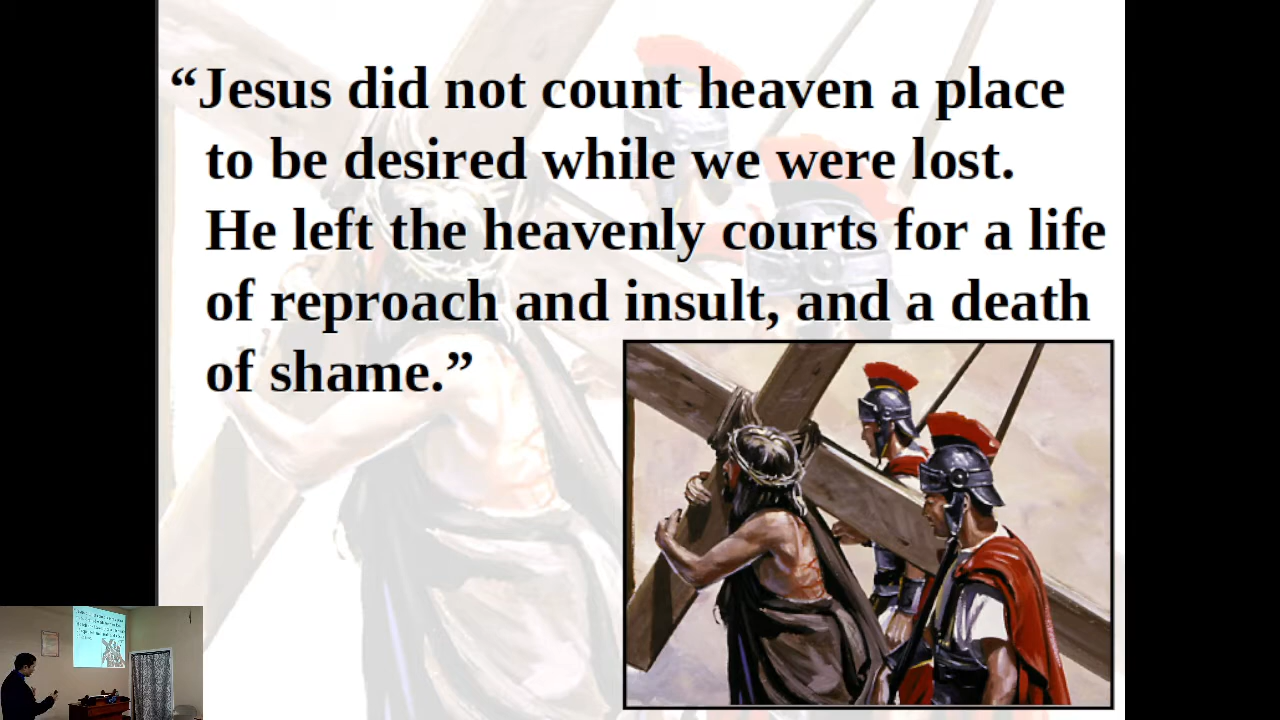 “Jesus did not count heaven a place
to be desired while we were lost.
He left the heavenly courts for a life
of reproach and insult, and a death
of shame.”